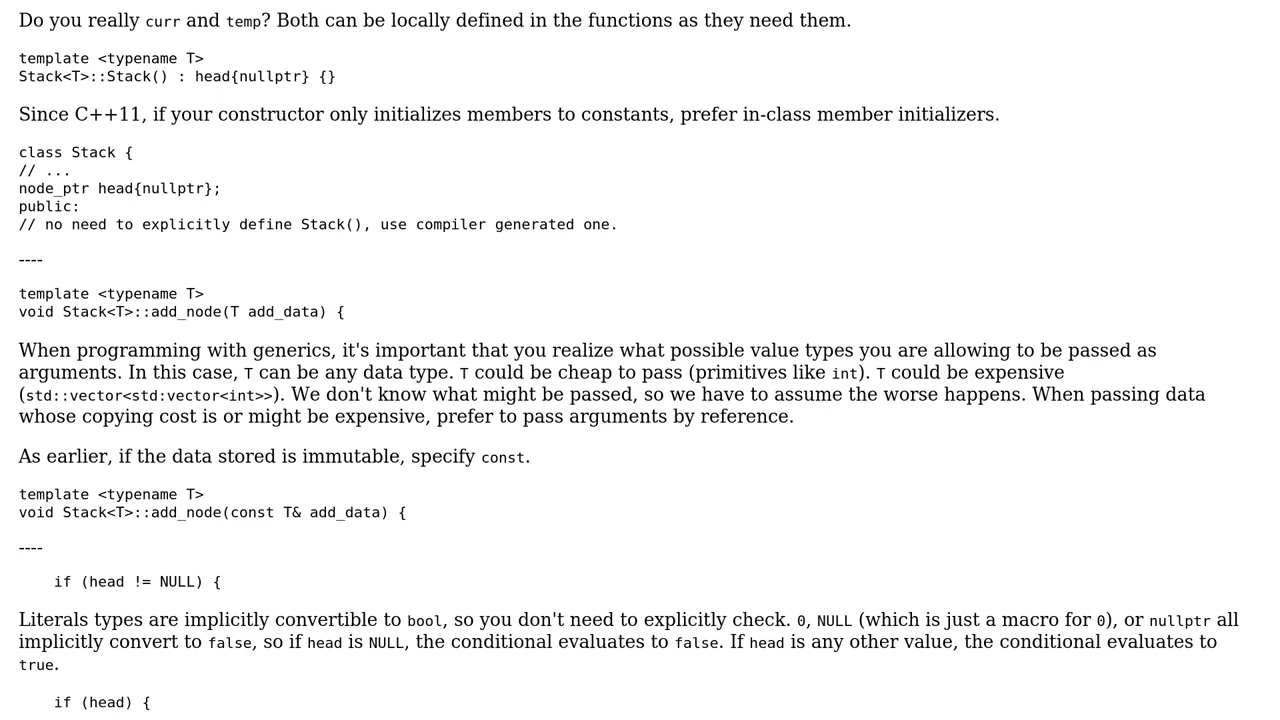 Do you really curr and temp? Both can be locally defined in the functions as they need them.
template <typename T>
Stack<T>::Stack() : head{nullptr} {}
Since C++11, if your constructor only initializes members to constants, prefer in-class member initializers.
class Stack {
// ...
node_ptr head{nullptr};
public:
// no need to explicitly define Stack(), use compiler generated one.
----
template <typename T>
void Stack<T>::add_node(T add_data) {
When programming with generics, it's important that you realize what possible value types you are allowing to be passed as
arguments. In this case, T can be any data type. T could be cheap to pass (primitives like int). T could be expensive
(std::vector<std:vector<int>>). We don't know what might be passed, so we have to assume the worse happens. When passing data
whose copying cost is or might be expensive, prefer to pass arguments by reference.
As earlier, if the data stored is immutable, specify const.
template <typename T>
void Stack<T>::add_node(const T& add_data) {
----
    if (head != NULL) {
Literals types are implicitly convertible to bool, so you don't need to explicitly check. 0, NULL (which is just a macro for 0), or nullptr all
implicitly convert to false, so if head is NULL, the conditional evaluates to false. If head is any other value, the conditional evaluates to
true.
    if (head) {